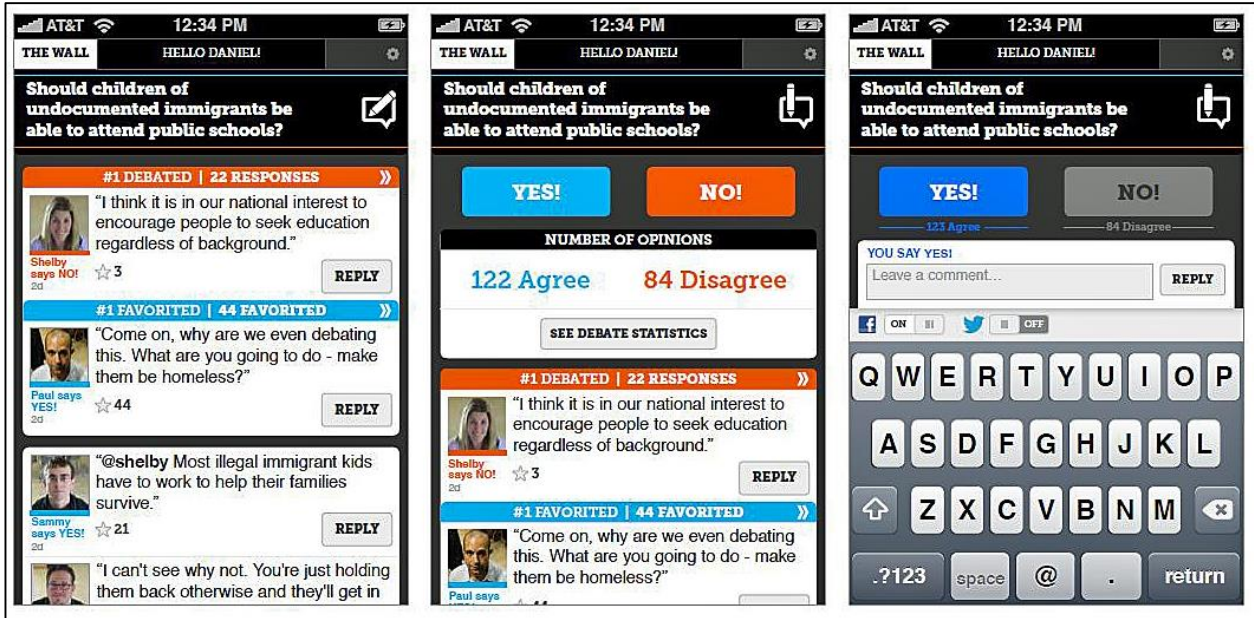 AT&T 12:34 PM
THE WALL HELLO DANIEL!
Should children of
undocumented immigrants be
able to attend public schools?
#1 DEBATED | 22 RESPONSES »
“I think it is in our national interest to
encourage people to seek education
regardless of background.”
Shelby
says NO!
2d
3
REPLY
#1 FAVORITED | 44 FAVORITED »
“Come on, why are we even debating
this. What are you going to do - make
them be homeless?”
Paul says
YES!
2d
44
REPLY
“@shelby Most illegal immigrant kids
have to work to help their families
survive.”
Sammy
says YES!
2d
21
REPLY
“I can't see why not. You're just holding
them back otherwise and they'll get in
AT&T 12:34 PM
THE WALL HELLO DANIEL!
Should children of
undocumented immigrants be
able to attend public schools?
YES! NO!
NUMBER OF OPINIONS
122 Agree 84 Disagree
SEE DEBATE STATISTICS
#1 DEBATED | 22 RESPONSES »
“I think it is in our national interest to
encourage people to seek education
regardless of background.”
Shelby
says NO!
2d
3
REPLY
#1 FAVORITED | 44 FAVORITED »
“Come on, why are we even debating
this. What are you going to do - make
them be homeless?”
Paul says
AT&T 12:34 PM
THE WALL HELLO DANIEL!
Should children of
undocumented immigrants be
able to attend public schools?
YES! NO!
123 Agree 84 Disagree
YOU SAY YES!
Leave a comment...
REPLY
f ON OFF
Q W E R T Y U I O P
A S D F G H J K L
Z X C V B N M
.?123 space @ . return